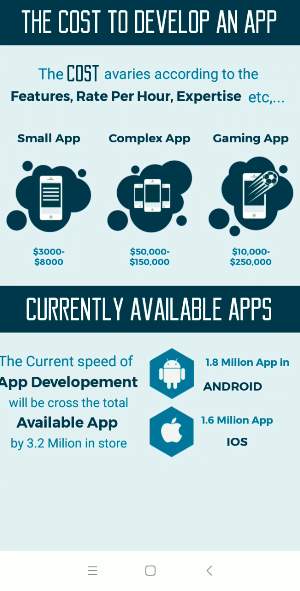 THE COST TO DEVELOP AN APP
The COST avaries according to the
Features, Rate Per Hour, Expertise etc,...
Small App
Complex App
Gaming App
$3000-
$8000
$50,000-
$150,000
$10,000-
$250,000
CURRENTLY AVAILABLE APPS
The Current speed of
App Developement
will be cross the total
Available App
by 3.2 Milion in store
1.8 Milion App in
ANDROID
1.6 Milion App
IOS